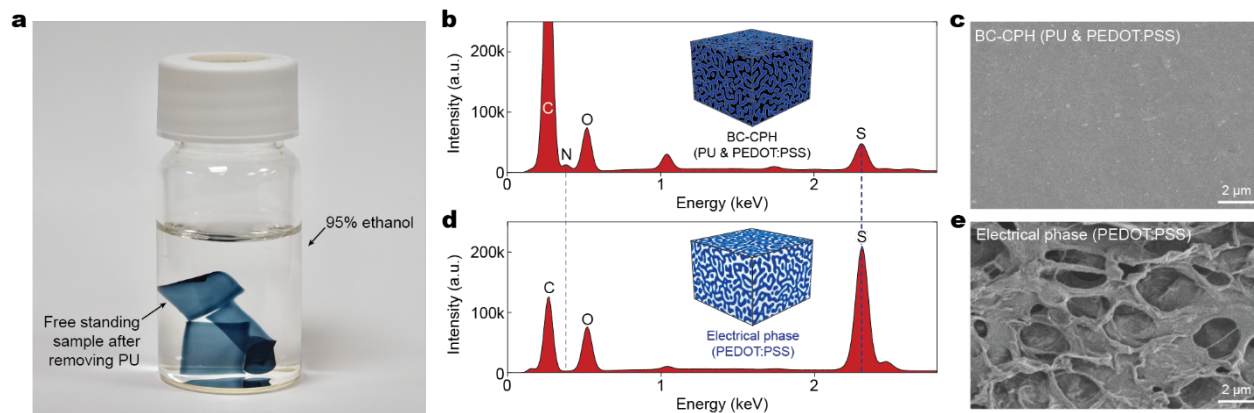 a
95% ethanol
Free standing
sample after
removing PU
b
Intensity (a.u.)
200k
100k
0
C
N
O
S
BC-CPH
(PU & PEDOT:PSS)
0
1
2
Energy (keV)
c
BC-CPH (PU & PEDOT:PSS)
2 µm
d
Intensity (a.u.)
200k
100k
0
C
O
S
Electrical phase
(PEDOT:PSS)
0
1
2
Energy (keV)
e
Electrical phase (PEDOT:PSS)
2 µm